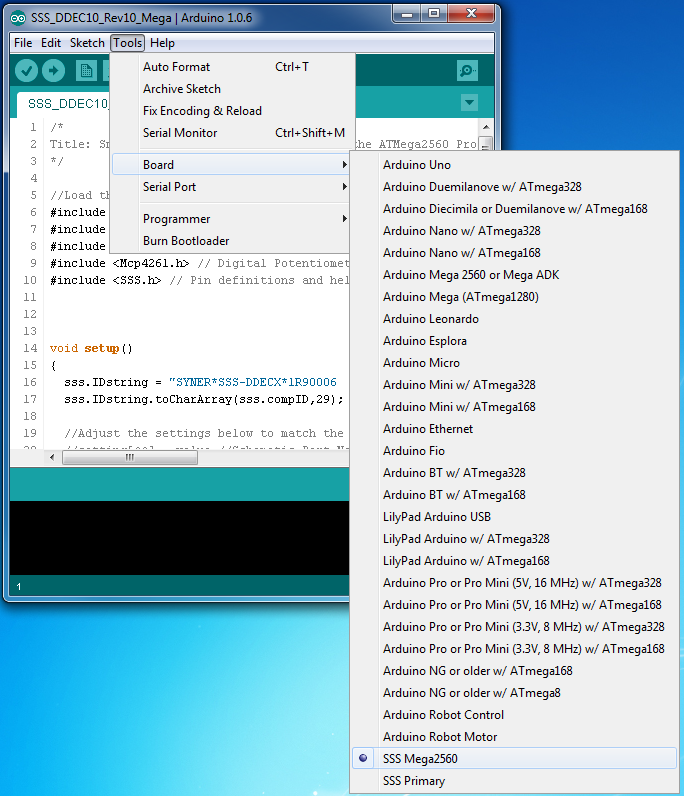 SSS_DDEC10_Rev10_Mega | Arduino 1.0.6
File Edit Sketch Tools Help
Auto Format Ctrl+T
Archive Sketch
Fix Encoding & Reload
Serial Monitor Ctrl+Shift+M
Board
Serial Port
Programmer
Burn Bootloader
SSS_DDEC10_
1 /*
2 Title: Sm the ATMega2560 Pro
3 */
4
5 //Load th
6 #include
7 #include
8 #include
9 #include <Mcp4261.h> // Digital Potentiomet
10 #include <SSS.h> // Pin definitions and hel
11
12
13
14 void setup()
15 {
16 sss.IDstring = "SYNER*SSS-DDECX*1R90006
17 sss.IDstring.toCharArray(sss.compID,29);
18
19 //Adjust the settings below to match the
1
Arduino Uno
Arduino Duemilanove w/ ATmega328
Arduino Diecimila or Duemilanove w/ ATmega168
Arduino Nano w/ ATmega328
Arduino Nano w/ ATmega168
Arduino Mega 2560 or Mega ADK
Arduino Mega (ATmega1280)
Arduino Leonardo
Arduino Esplora
Arduino Micro
Arduino Mini w/ ATmega328
Arduino Mini w/ ATmega168
Arduino Ethernet
Arduino Fio
Arduino BT w/ ATmega328
Arduino BT w/ ATmega168
LilyPad Arduino USB
LilyPad Arduino w/ ATmega328
LilyPad Arduino w/ ATmega168
Arduino Pro or Pro Mini (5V, 16 MHz) w/ ATmega328
Arduino Pro or Pro Mini (5V, 16 MHz) w/ ATmega168
Arduino Pro or Pro Mini (3.3V, 8 MHz) w/ ATmega328
Arduino Pro or Pro Mini (3.3V, 8 MHz) w/ ATmega168
Arduino NG or older w/ ATmega168
Arduino NG or older w/ ATmega8
Arduino Robot Control
Arduino Robot Motor
SSS Mega2560
SSS Primary